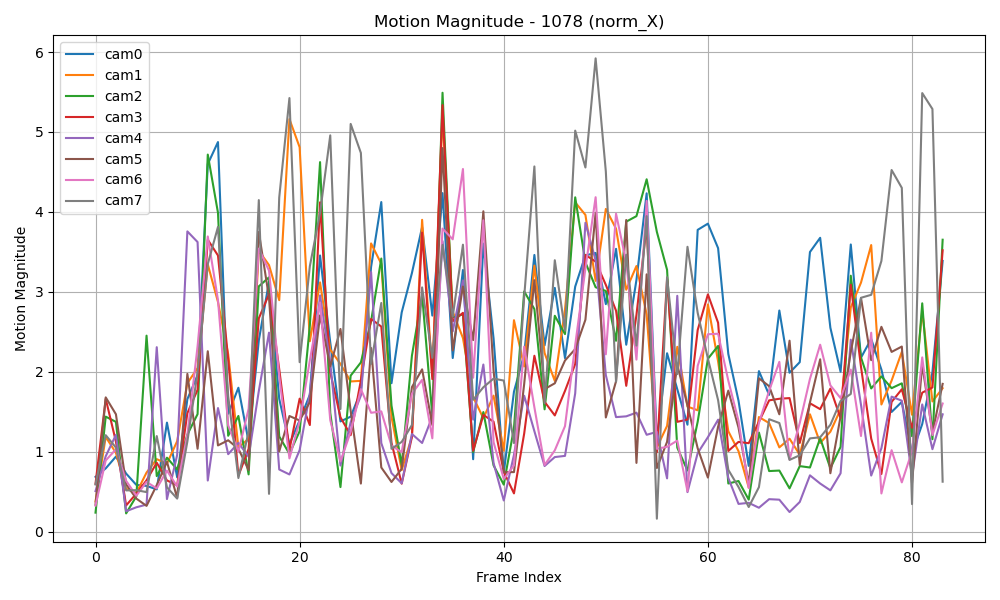 Motion Magnitude - 1078 (norm_X)
cam0
cam1
cam2
cam3
cam4
cam5
cam6
cam7
Motion Magnitude
6
5
4
3
2
1
0
0 20 40 60 80
Frame Index